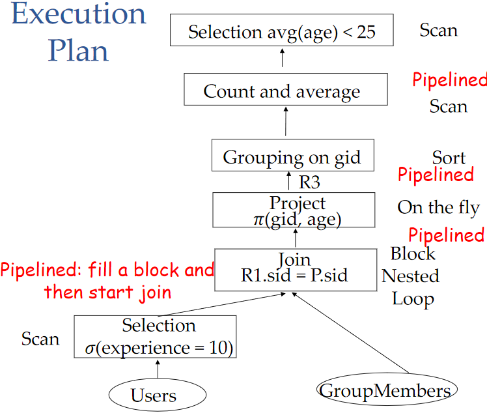 Execution
Plan
Selection avg(age) < 25
Scan
Pipelined
Count and average
Scan
Grouping on gid
Sort
Pipelined
R3
Project
π(gid, age)
On the fly
Pipelined
Join
R1.sid = P.sid
Block
Nested
Loop
Pipelined: fill a block and
then start join
Scan
Selection
σ(experience = 10)
Users
GroupMembers